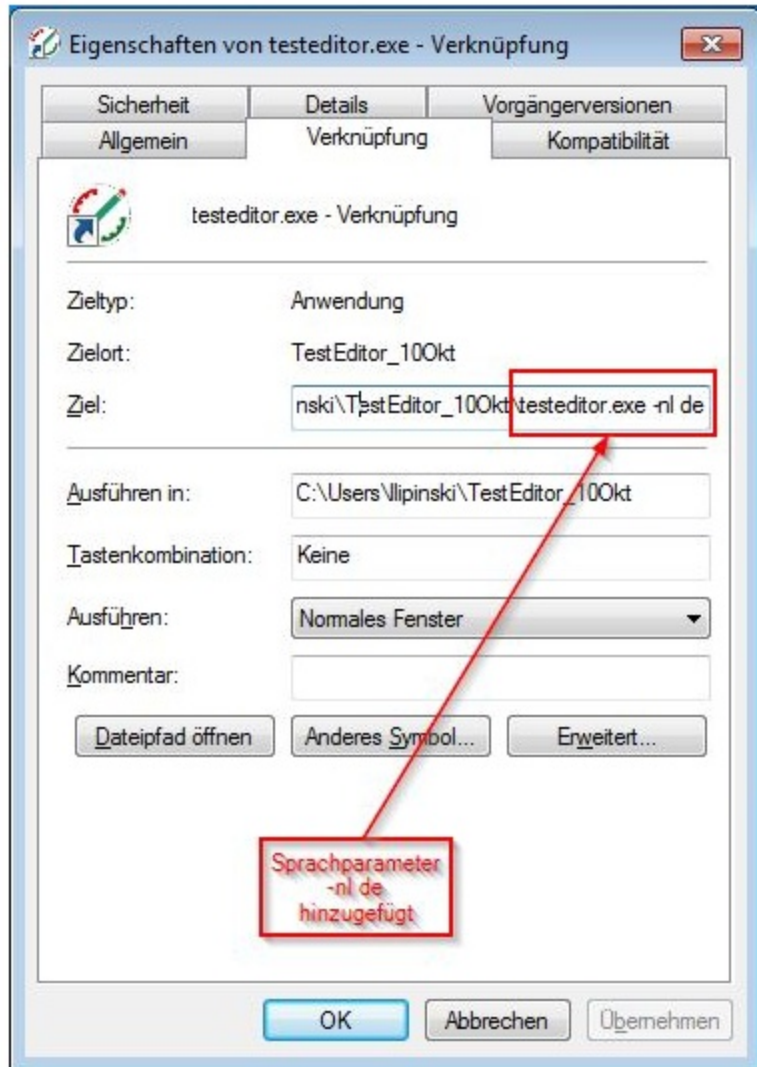 Eigenschaften von testeditor.exe - Verknüpfung
Sicherheit Details Vorgängerversionen
Allgemein Verknüpfung Kompatibilität
testeditor.exe - Verknüpfung
Zieltyp: Anwendung
Zielort: TestEditor_10Okt
Ziel: nski\TestEditor_10Okt\testeditor.exe -nl de
Ausführen in: C:\Users\llipinski\TestEditor_10Okt
Tastenkombination: Keine
Ausführen: Normales Fenster
Kommentar:
Dateipfad öffnen Anderes Symbol... Erweitert...
Sprachparameter
-nl de
hinzugefügt
OK Abbrechen Übernehmen